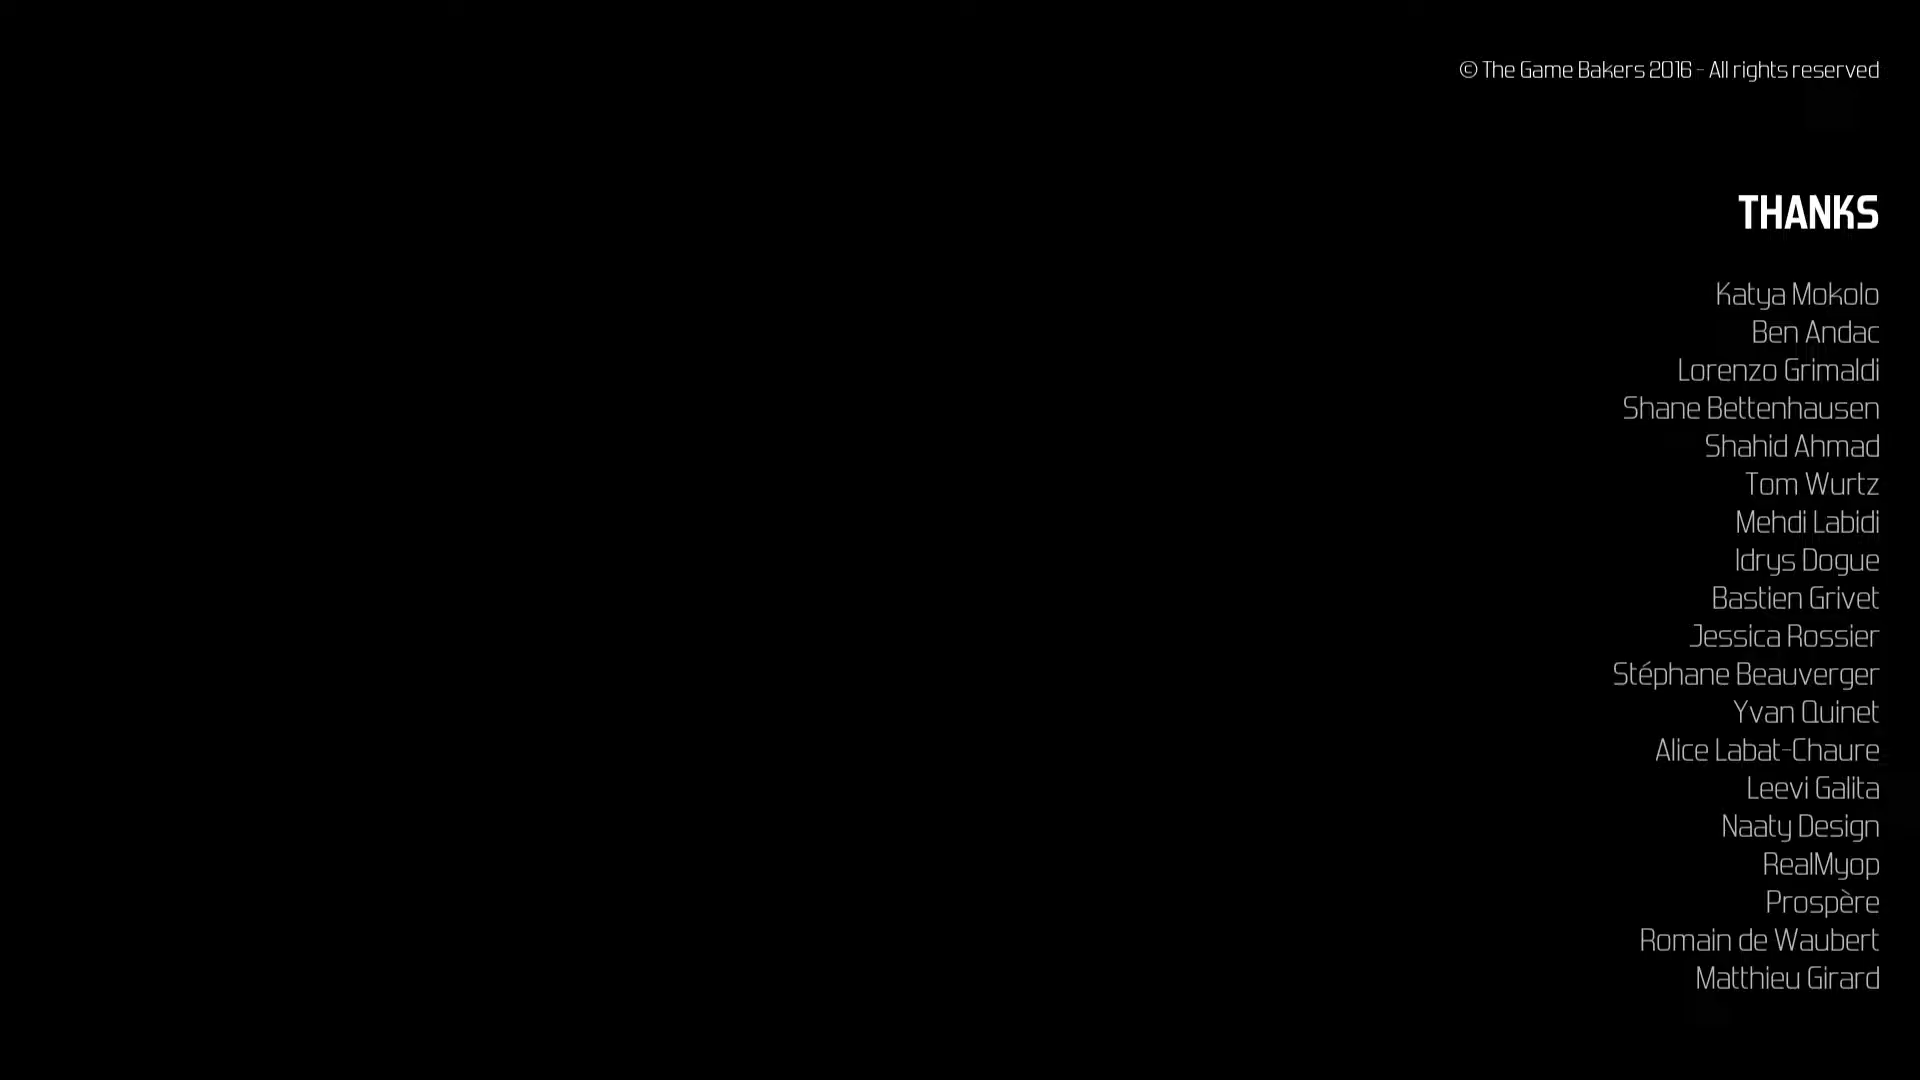 © The Game Bakers 2016 - All rights reserved
THANKS
Katya Mokolo
Ben Andac
Lorenzo Grimaldi
Shane Bettenhausen
Shahid Ahmad
Tom Wurtz
Mehdi Labidi
Idrys Dogue
Bastien Grivet
Jessica Rossier
Stéphane Beauverger
Yvan Quinet
Alice Labat-Chaure
Leevi Galita
Naaty Design
RealMyop
Prospère
Romain de Waubert
Matthieu Girard